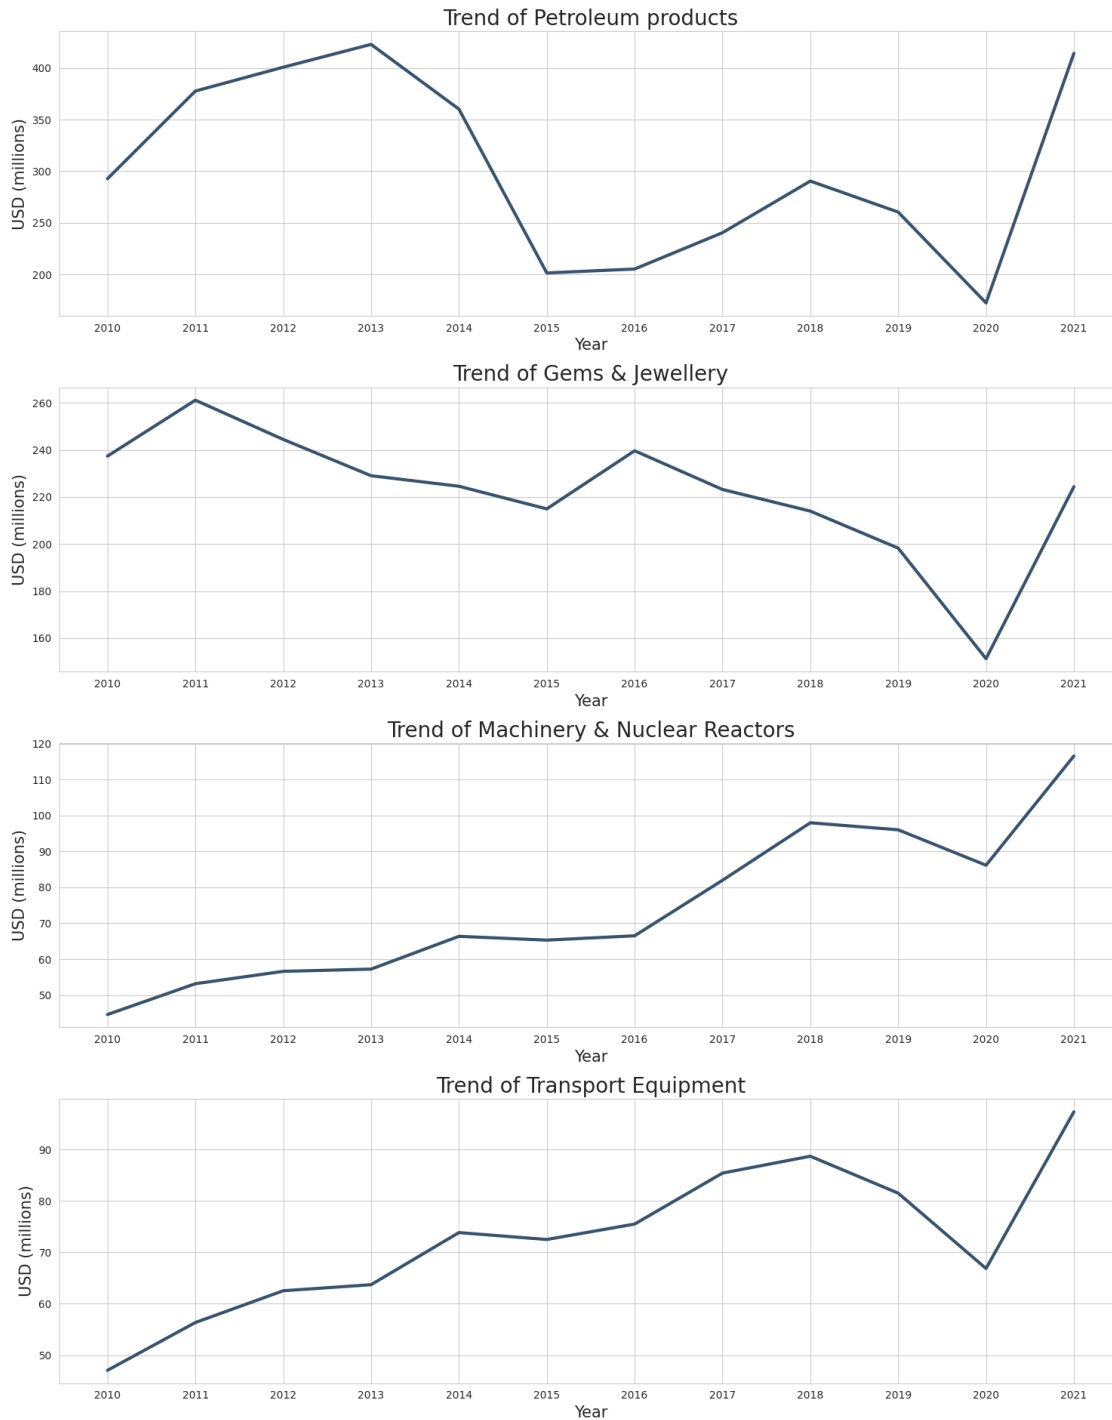 Trend of Petroleum products
USD (millions)
400
350
300
250
200
2010 2011 2012 2013 2014 2015 2016 2017 2018 2019 2020 2021
Year
Trend of Gems & Jewellery
USD (millions)
260
240
220
200
180
160
2010 2011 2012 2013 2014 2015 2016 2017 2018 2019 2020 2021
Year
Trend of Machinery & Nuclear Reactors
USD (millions)
120
110
100
90
80
70
60
50
2010 2011 2012 2013 2014 2015 2016 2017 2018 2019 2020 2021
Year
Trend of Transport Equipment
USD (millions)
90
80
70
60
50
2010 2011 2012 2013 2014 2015 2016 2017 2018 2019 2020 2021
Year